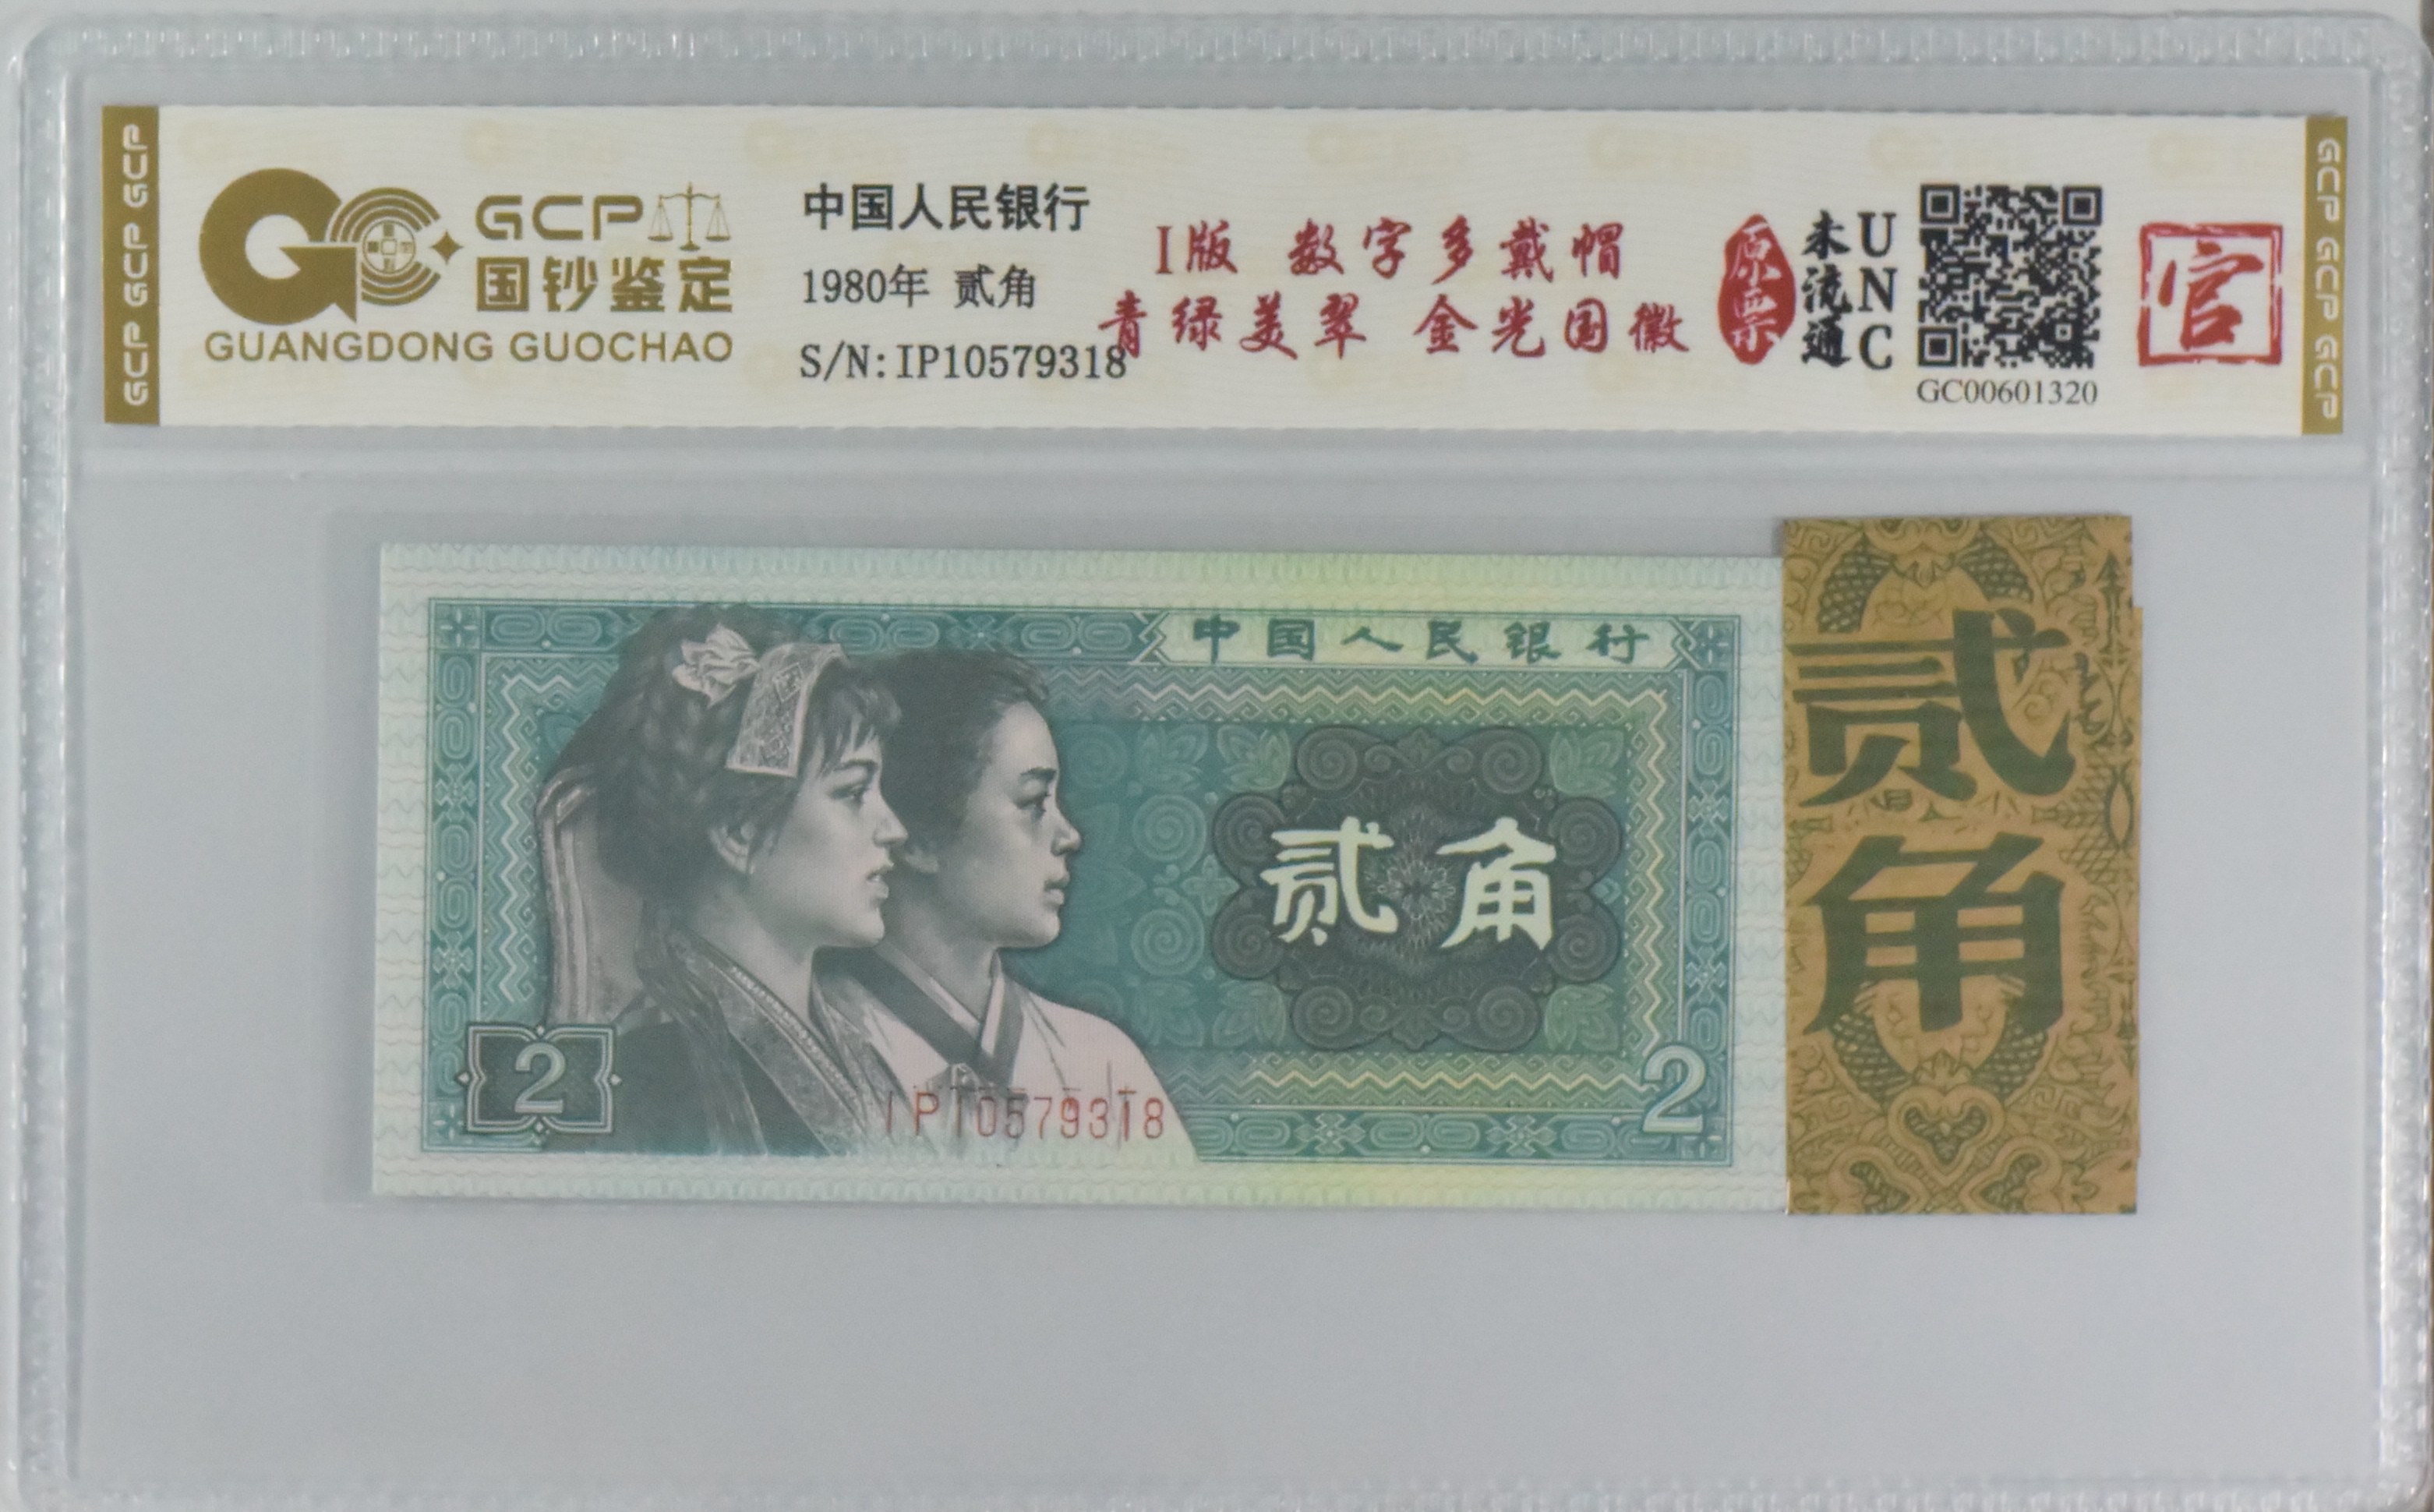 GCP GCP GCP
GCP
国钞鉴定
GUANGDONG GUOCHAO
中国人民银行
1980年 贰角
S/N:IP10579318
I版 数字多戴帽
青绿美翠 金光国徽
原票
未流通
UNC
GC00601320
官
GCP GCP GCP
中国人民银行
贰角
2
2
IP10579318
贰角